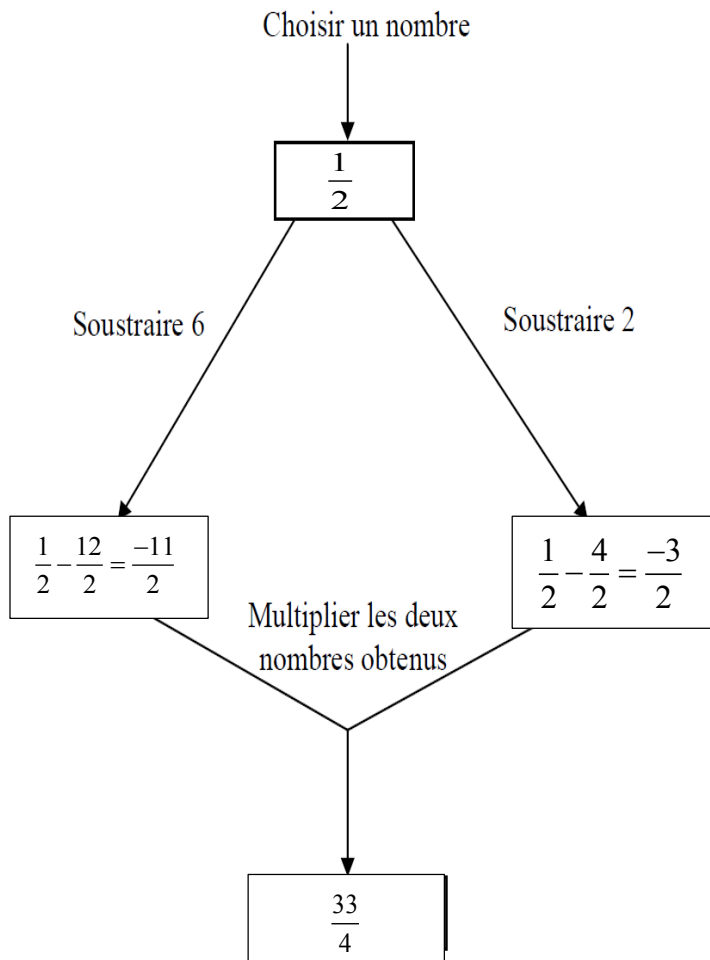 Choisir un nombre
1/2
Soustraire 6
Soustraire 2
1/2 − 12/2 = −11/2
1/2 − 4/2 = −3/2
Multiplier les deux
nombres obtenus
33/4